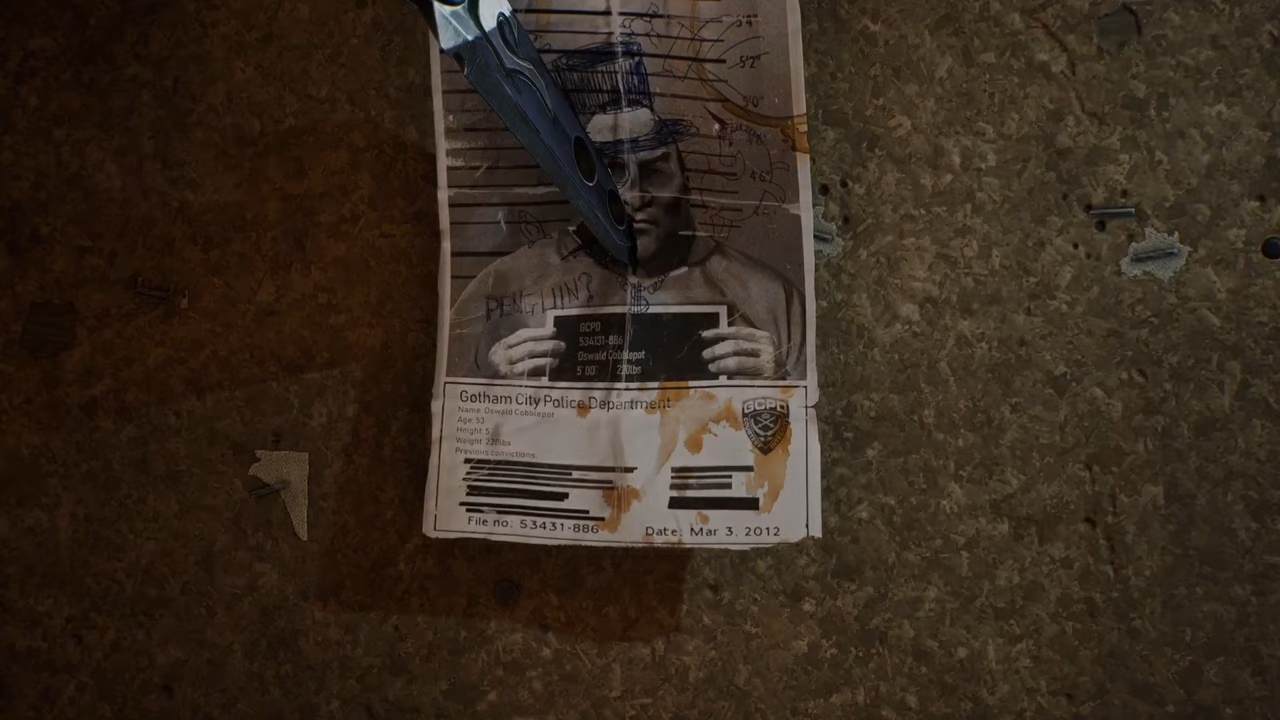 5'4"
5'2"
5'0"
4'6"
PENGUIN?
$
GCPD
534131-886
Oswald Cobblepot
5' 00" 220lbs
Gotham City Police Department
Name: Oswald Cobblepot
Age: 53
Height: 5'
Weight: 220lbs
Previous convictions:
GCPD
File no: 53431-886
Date: Mar 3. 2012